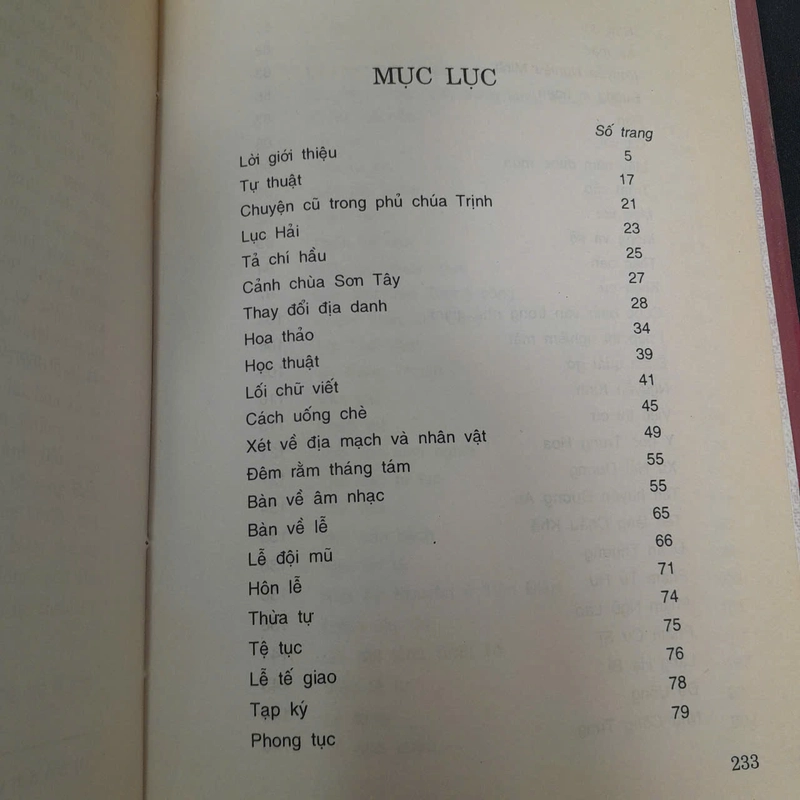 MỤC LỤC
Số trang
Lời giới thiệu 5
Tự thuật 17
Chuyện cũ trong phủ chúa Trịnh 21
Lục Hải 23
Tả chí hầu 25
Cảnh chùa Sơn Tây 27
Thay đổi địa danh 28
Hoa thảo 34
Học thuật 39
Lối chữ viết 41
Cách uống chè 45
Xét về địa mạch và nhân vật 49
Đêm rằm tháng tám 55
Bàn về âm nhạc 55
Bàn về lễ 65
Lễ đội mũ 66
Hôn lễ 71
Thừa tự 74
Tệ tục 75
Lễ tế giao 76
Tạp ký 78
Phong tục 79
233